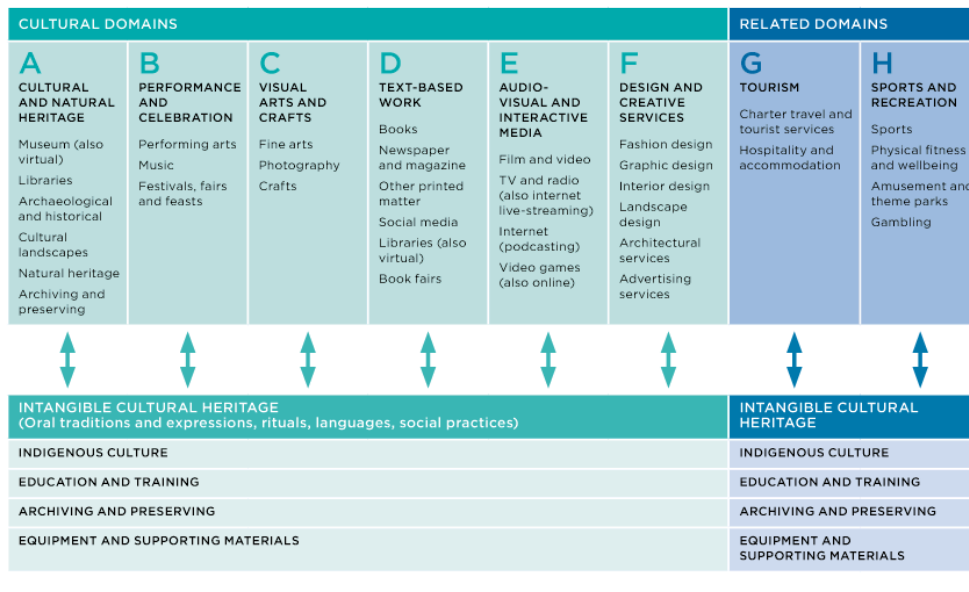 CULTURAL DOMAINS
RELATED DOMAINS
A
CULTURAL
AND NATURAL
HERITAGE
Museum (also
virtual)
Libraries
Archaeological
and historical
Cultural
landscapes
Natural heritage
Archiving and
preserving
B
PERFORMANCE
AND
CELEBRATION
Performing arts
Music
Festivals, fairs
and feasts
C
VISUAL
ARTS AND
CRAFTS
Fine arts
Photography
Crafts
D
TEXT-BASED
WORK
Books
Newspaper
and magazine
Other printed
matter
Social media
Libraries (also
virtual)
Book fairs
E
AUDIO-
VISUAL AND
INTERACTIVE
MEDIA
Film and video
TV and radio
(also internet
live-streaming)
Internet
(podcasting)
Video games
(also online)
F
DESIGN AND
CREATIVE
SERVICES
Fashion design
Graphic design
Interior design
Landscape
design
Architectural
services
Advertising
services
G
TOURISM
Charter travel and
tourist services
Hospitality and
accommodation
H
SPORTS AND
RECREATION
Sports
Physical fitness
and wellbeing
Amusement and
theme parks
Gambling
INTANGIBLE CULTURAL HERITAGE
(Oral traditions and expressions, rituals, languages, social practices)
INDIGENOUS CULTURE
EDUCATION AND TRAINING
ARCHIVING AND PRESERVING
EQUIPMENT AND SUPPORTING MATERIALS
INTANGIBLE CULTURAL
HERITAGE
INDIGENOUS CULTURE
EDUCATION AND TRAINING
ARCHIVING AND PRESERVING
EQUIPMENT AND
SUPPORTING MATERIALS